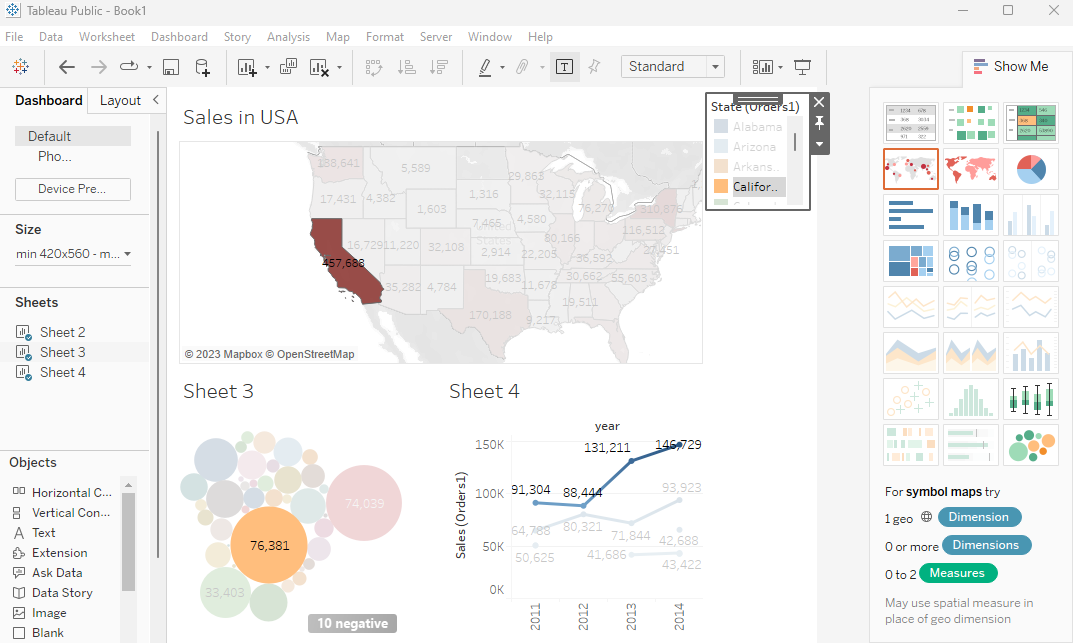 Tableau Public - Book1
File Data Worksheet Dashboard Story Analysis Map Format Server Window Help
Standard
Show Me
Dashboard Layout
Default
Pho...
Device Pre...
Size
min 420x560 - m...
Sheets
Sheet 2
Sheet 3
Sheet 4
Objects
Horizontal C...
Vertical Con...
Text
Extension
Ask Data
Data Story
Image
Blank
Sales in USA
138,641
5,589
29,863
17,431
4,382
1,316
32,115
76,270
310,876
1,603
7,465
4,580
116,512
16,729
11,220
32,108
2,914
22,205
80,166
36,592
27,451
457,688
35,282
4,784
19,683
11,678
30,662
55,603
170,188
9,217
19,511
© 2023 Mapbox © OpenStreetMap
State (Orders1)
Alabama
Arizona
Arkans..
Califor..
Sheet 3
74,039
76,381
33,403
10 negative
Sheet 4
year
Sales (Orders1)
150K
100K
50K
0K
131,211
146,729
91,304
88,444
93,923
64,788
80,321
71,844
42,688
50,625
41,686
43,422
2011
2012
2013
2014
For symbol maps try
1 geo Dimension
0 or more Dimensions
0 to 2 Measures
May use spatial measure in
place of geo dimension